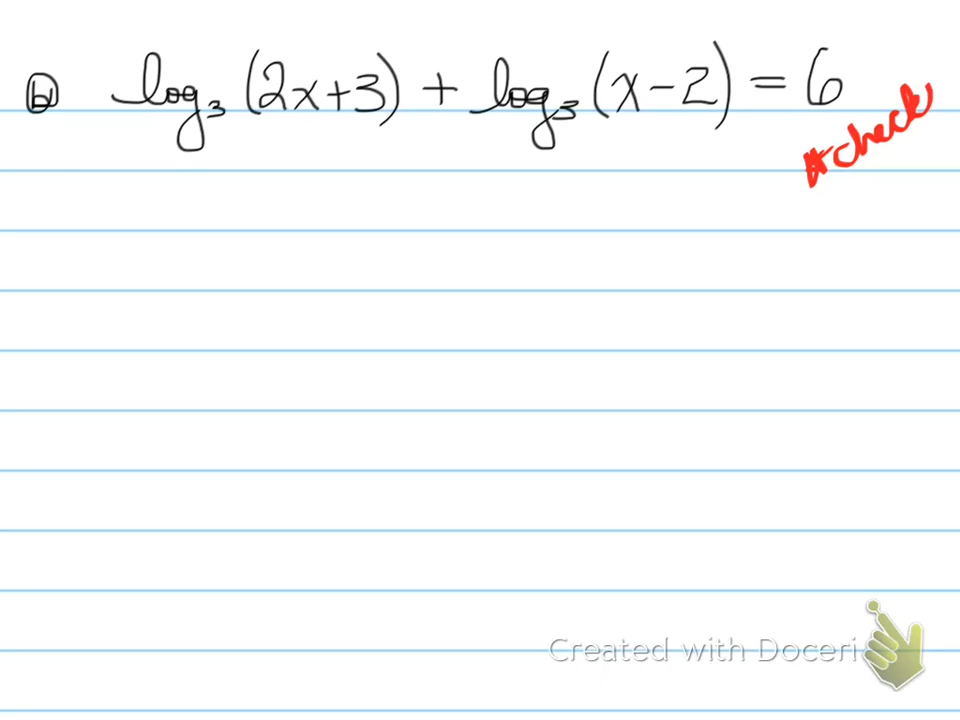 ⓑ log₃ (2x+3) + log₃ (x-2) = 6
*check
Created with Doceri